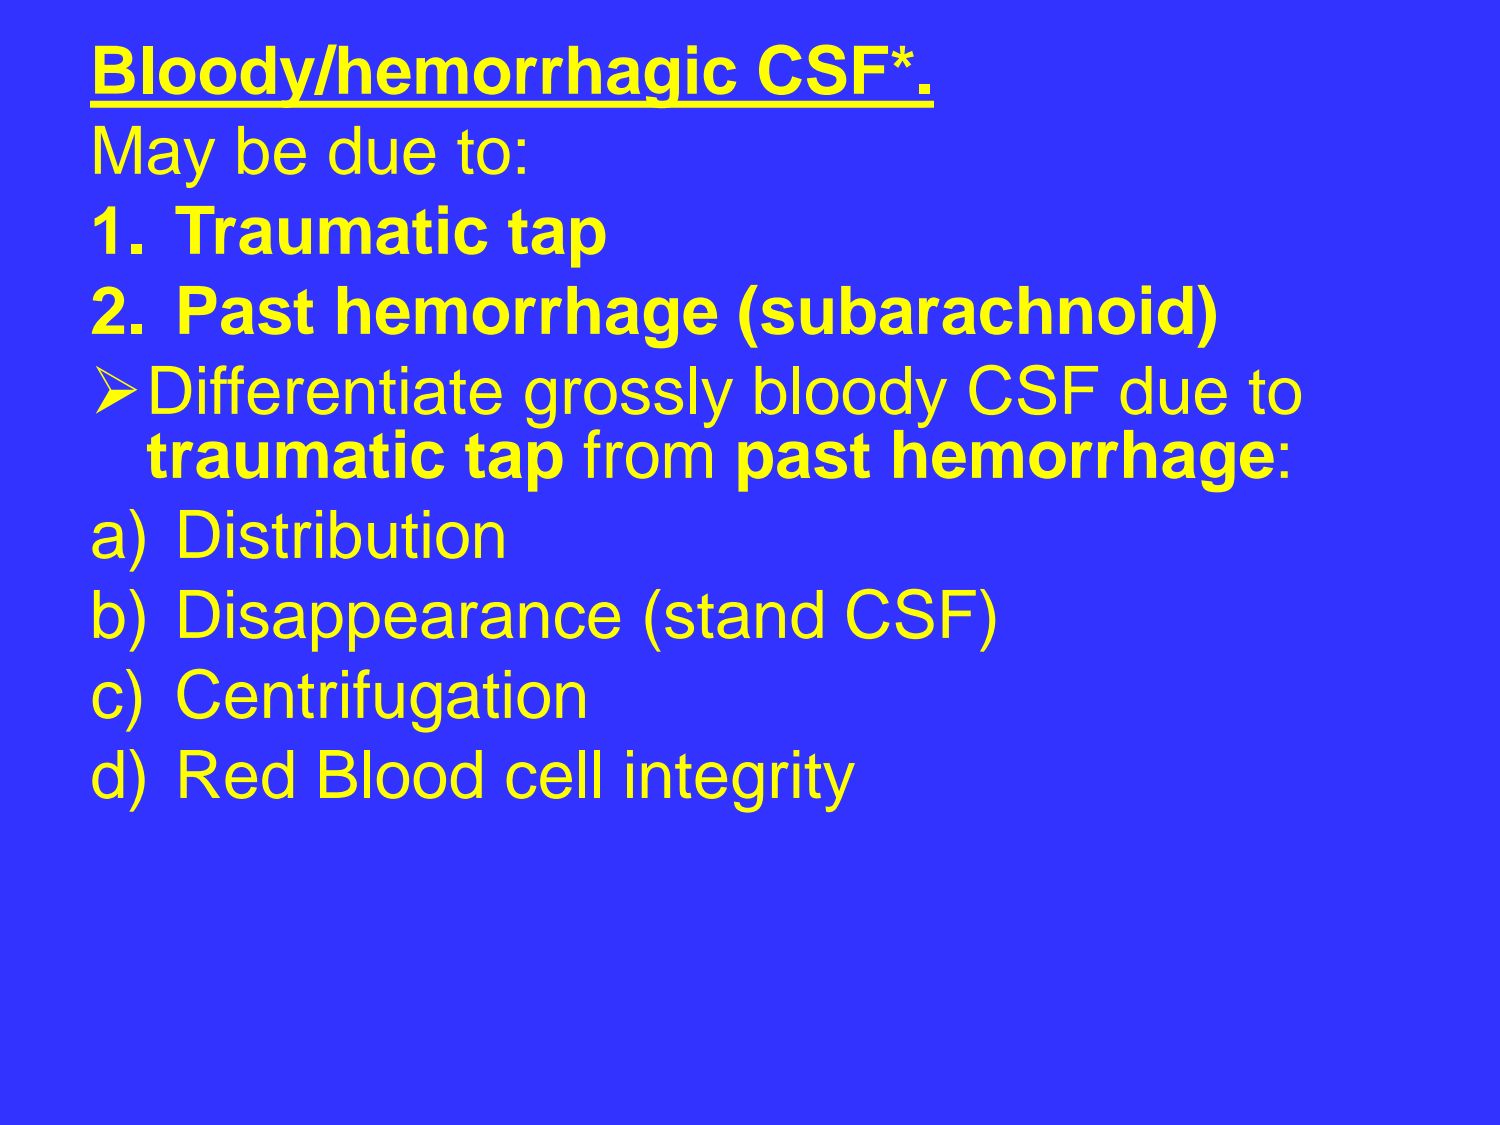 Bloody/hemorrhagic CSF*.
May be due to:
1. Traumatic tap
2. Past hemorrhage (subarachnoid)
➢Differentiate grossly bloody CSF due to
traumatic tap from past hemorrhage:
a) Distribution
b) Disappearance (stand CSF)
c) Centrifugation
d) Red Blood cell integrity